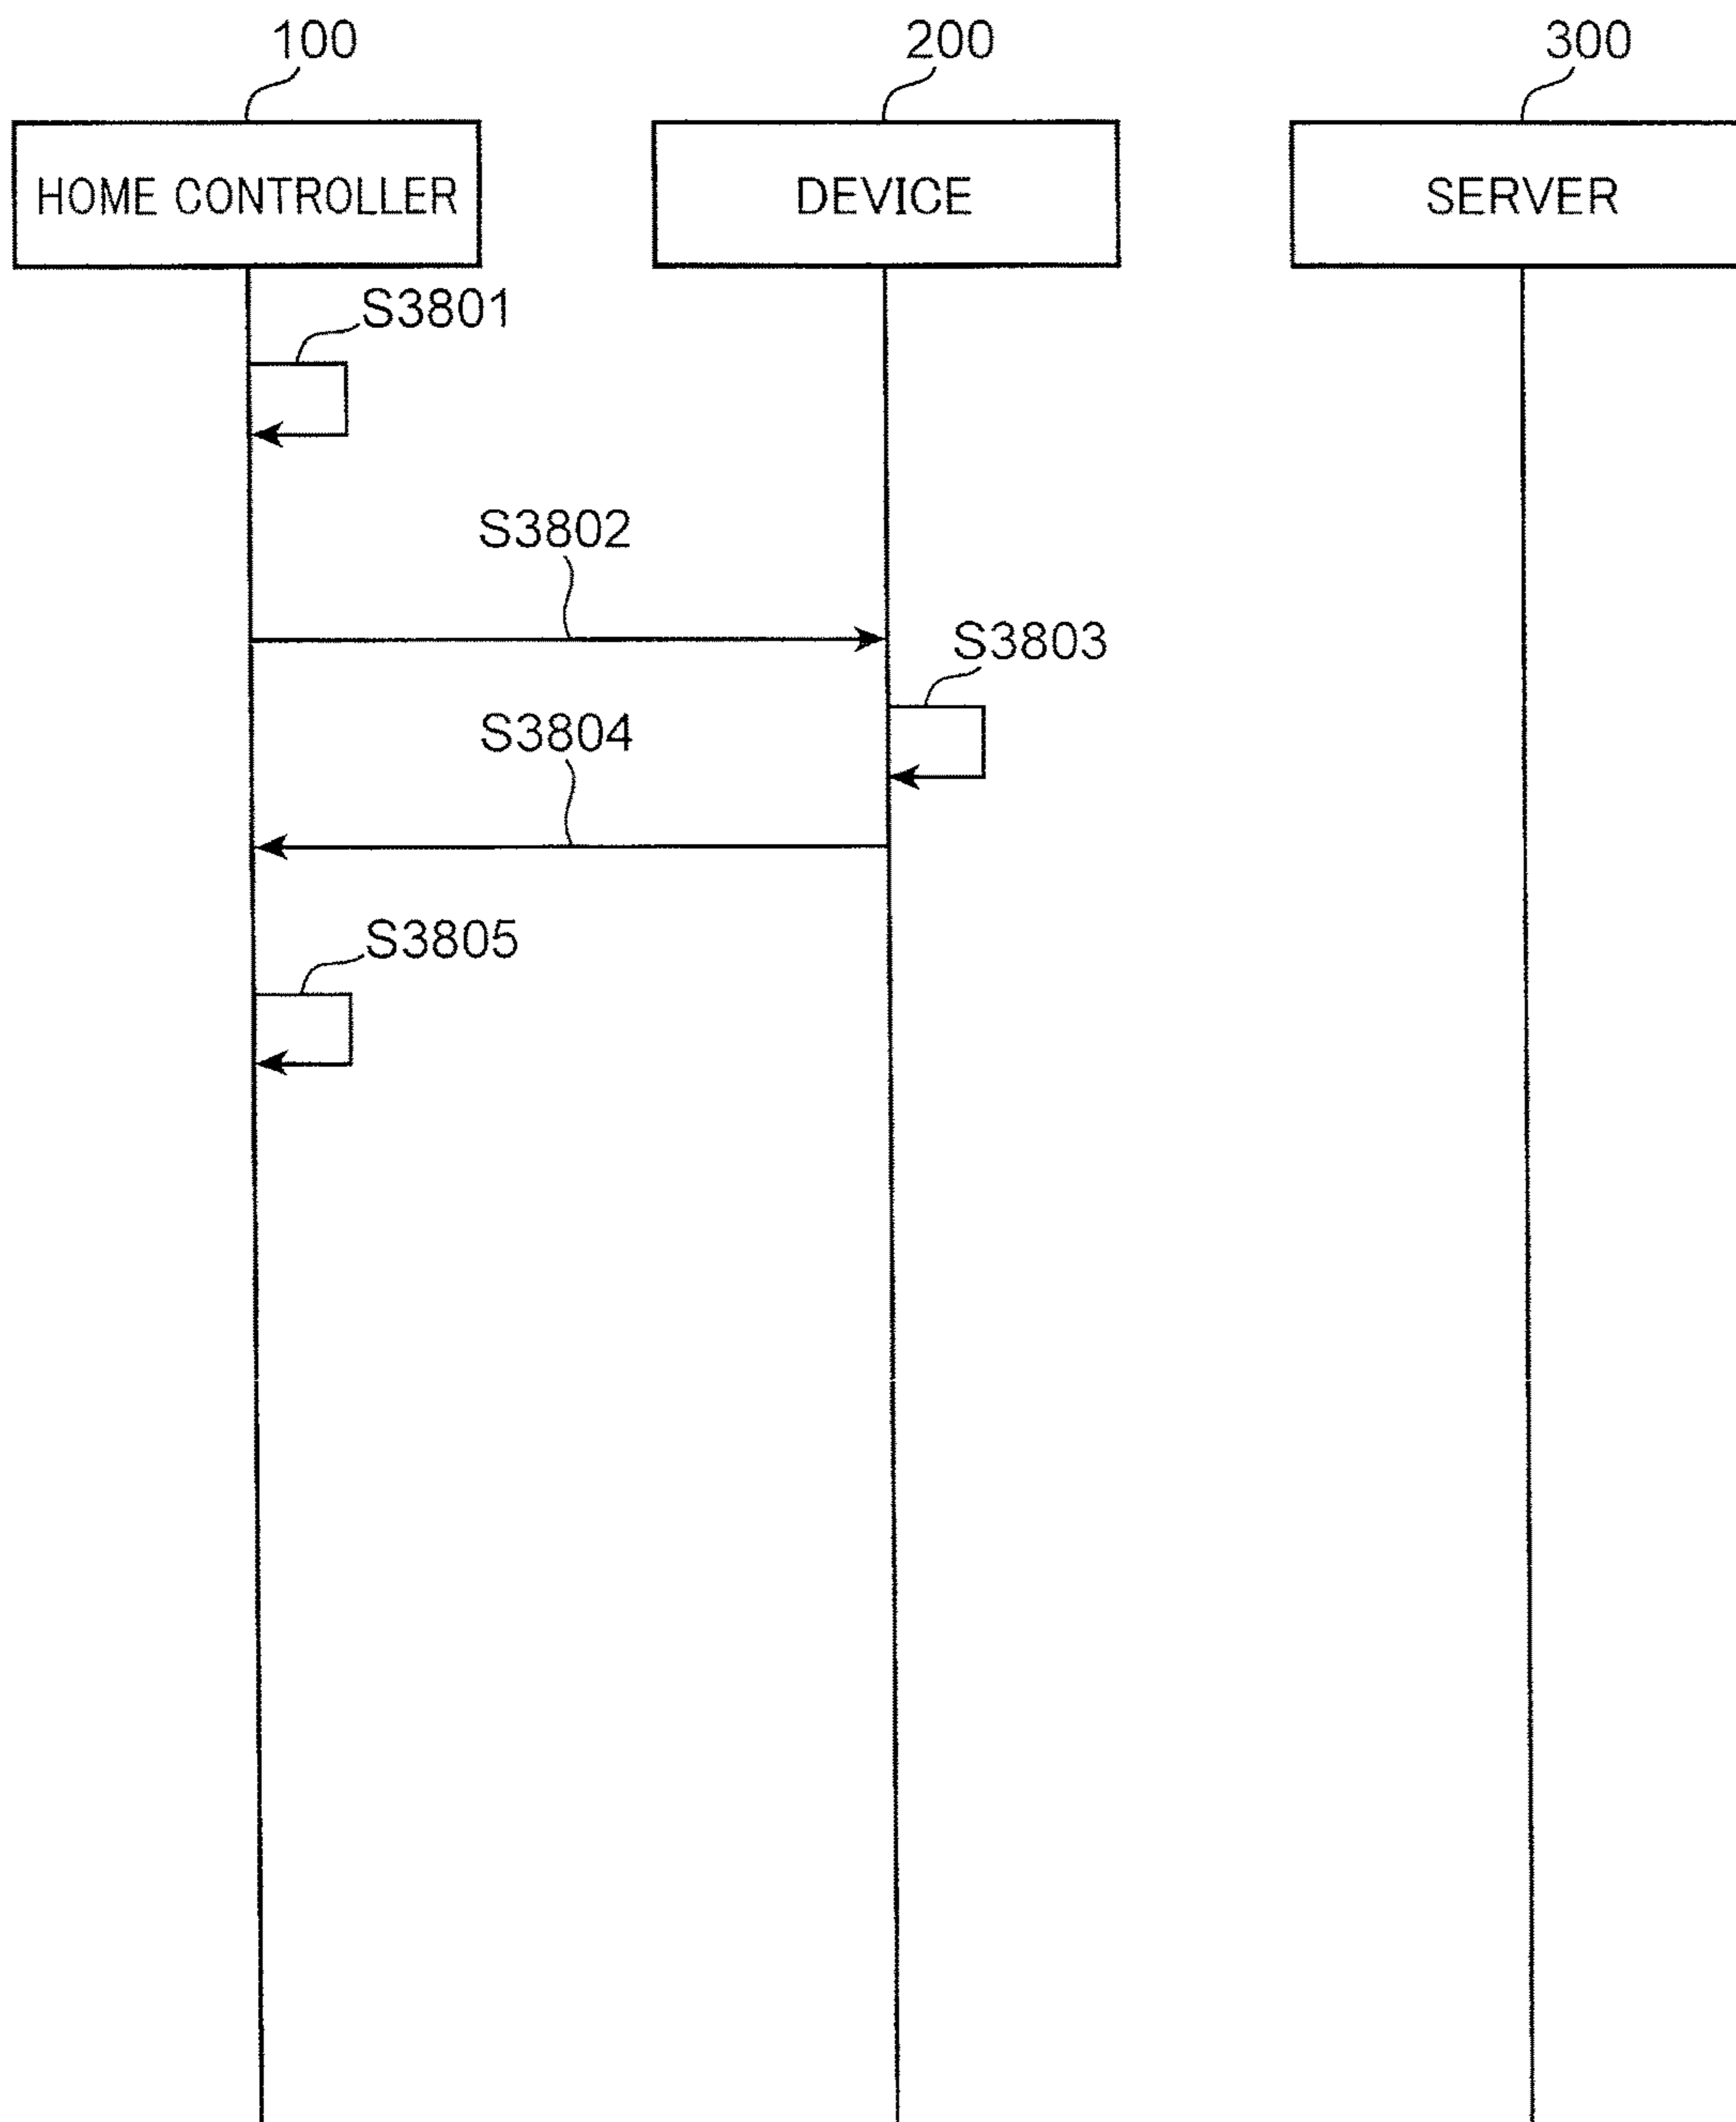 100
200
300
HOME CONTROLLER
DEVICE
SERVER
S3801
S3802
S3803
S3804
S3805